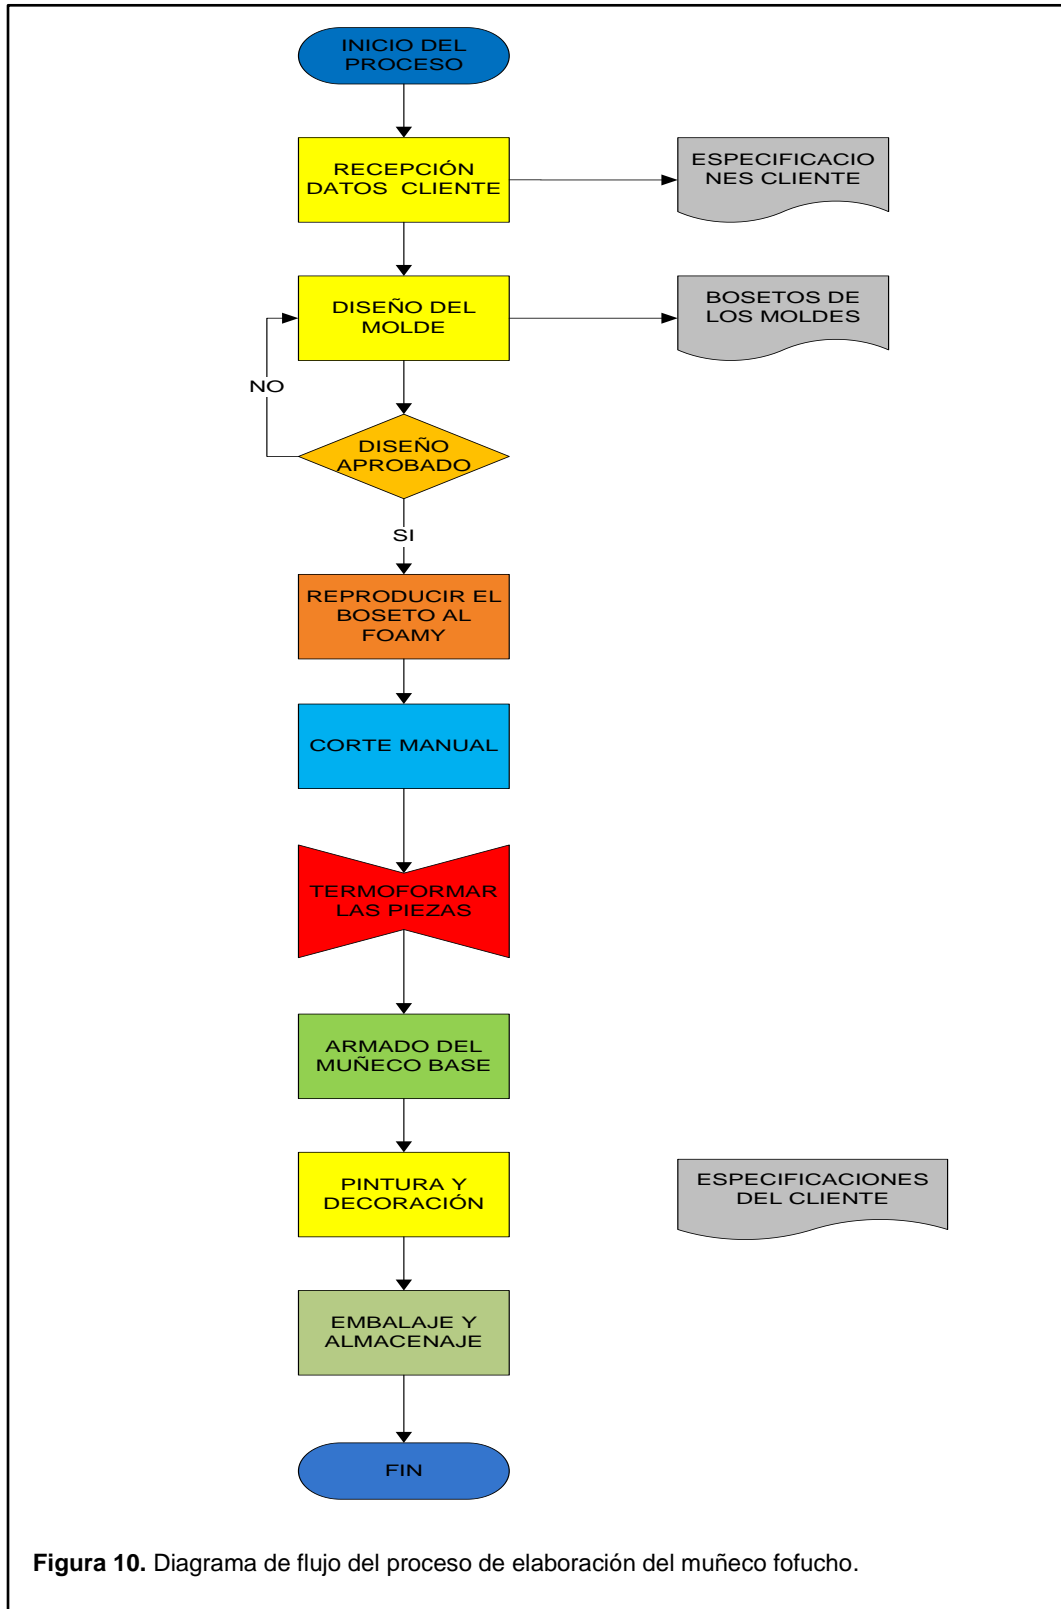 INICIO DEL
PROCESO
RECEPCIÓN
DATOS CLIENTE
ESPECIFICACIO
NES CLIENTE
DISEÑO DEL
MOLDE
BOSETOS DE
LOS MOLDES
NO
DISEÑO
APROBADO
SI
REPRODUCIR EL
BOSETO AL
FOAMY
CORTE MANUAL
TERMOFORMAR
LAS PIEZAS
ARMADO DEL
MUÑECO BASE
PINTURA Y
DECORACIÓN
ESPECIFICACIONES
DEL CLIENTE
EMBALAJE Y
ALMACENAJE
FIN
Figura 10. Diagrama de flujo del proceso de elaboración del muñeco fofucho.